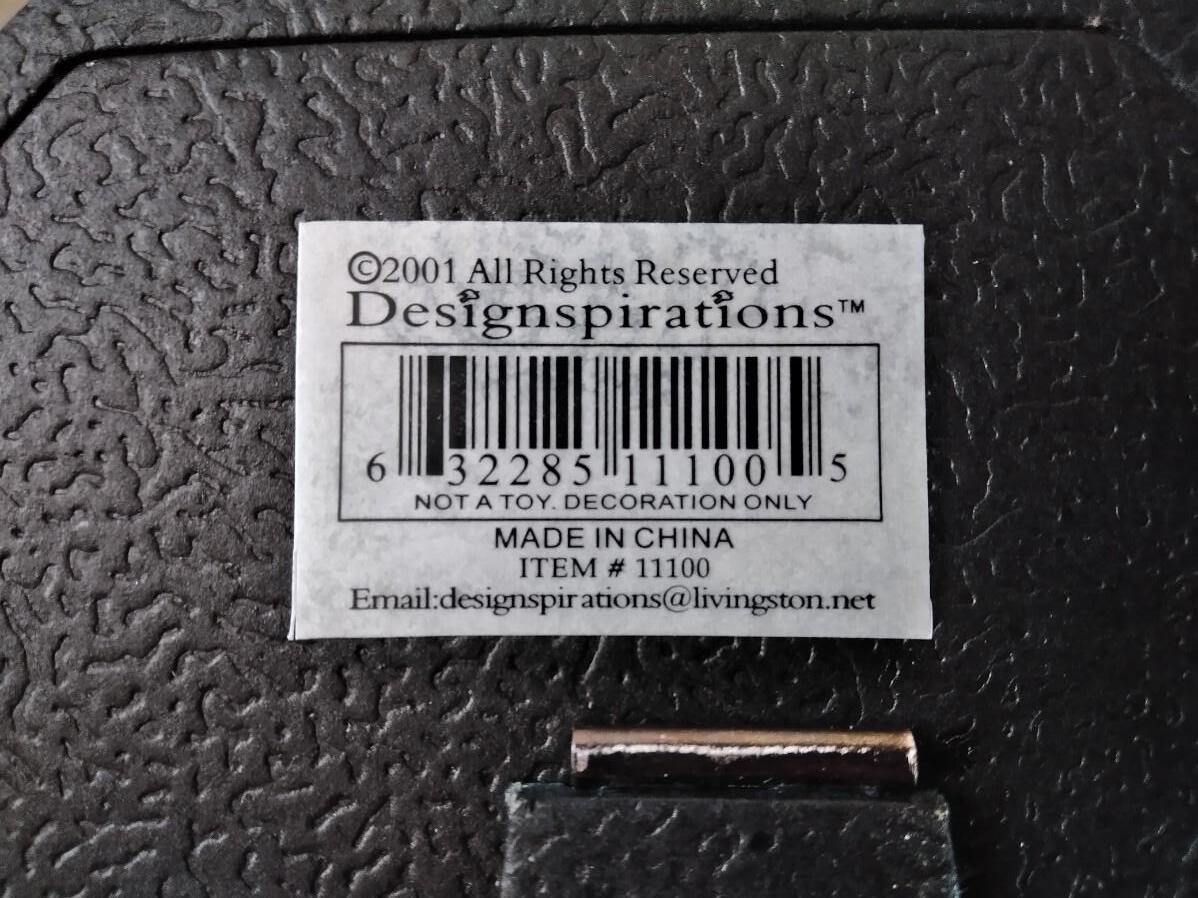 ©2001 All Rights Reserved
Designspirations™
6 32285 11100 5
NOT A TOY. DECORATION ONLY
MADE IN CHINA
ITEM # 11100
Email:designspirations@livingston.net